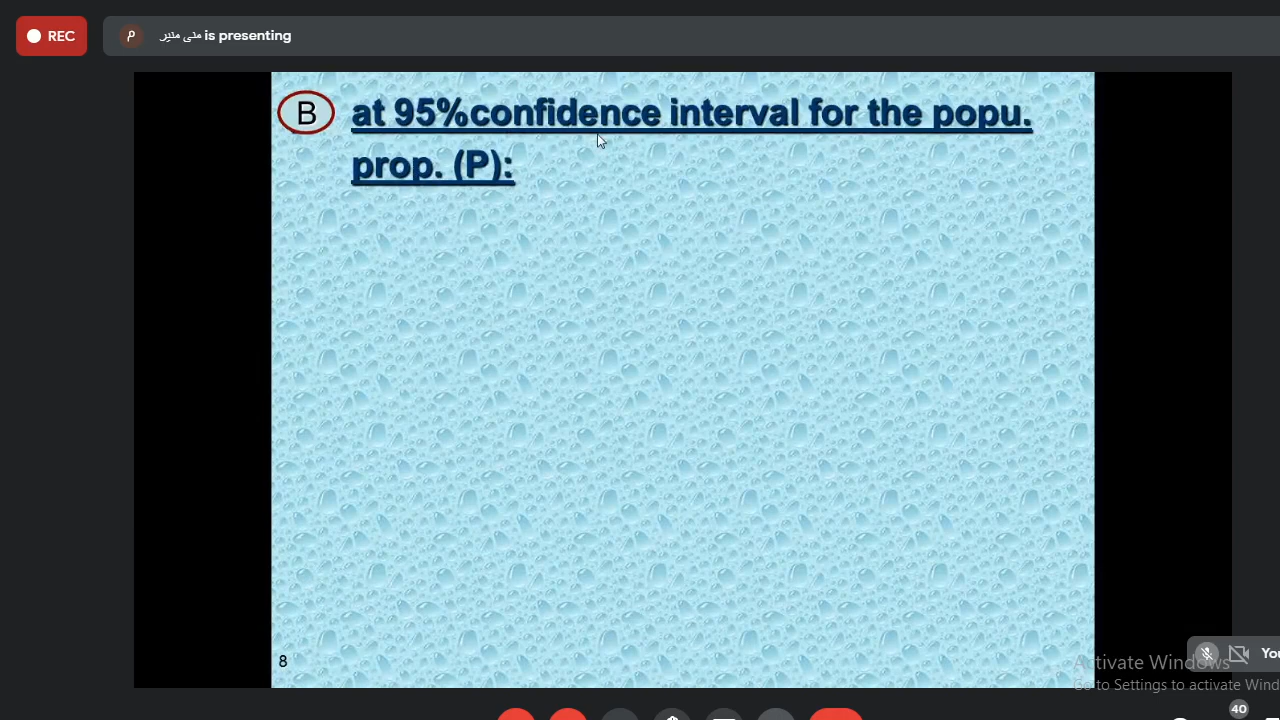 REC
م منى منير is presenting
B at 95%confidence interval for the popu.
prop. (P):
8
You
Activate Windows
Go to Settings to activate Wind
40